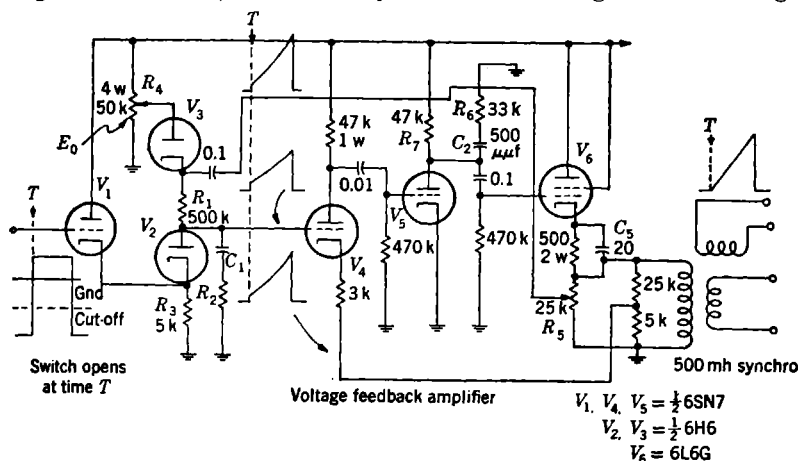 T
4 w
50 k
R4
V3
E0
0.1
T
V1
R1
500 k
V2
C1
R2
R3
5 k
Gnd
Cut-off
Switch opens
at time T
47 k
1 w
0.01
V4
3 k
470 k
V5
47 k
R7
R6
33 k
C2
500
μμf
0.1
470 k
V6
500
2 w
C5
20
25 k
R5
25 k
5 k
T
500 mh synchro
Voltage feedback amplifier
V1, V4, V5 = ½ 6SN7
V2, V3 = ½ 6H6
V6 = 6L6G